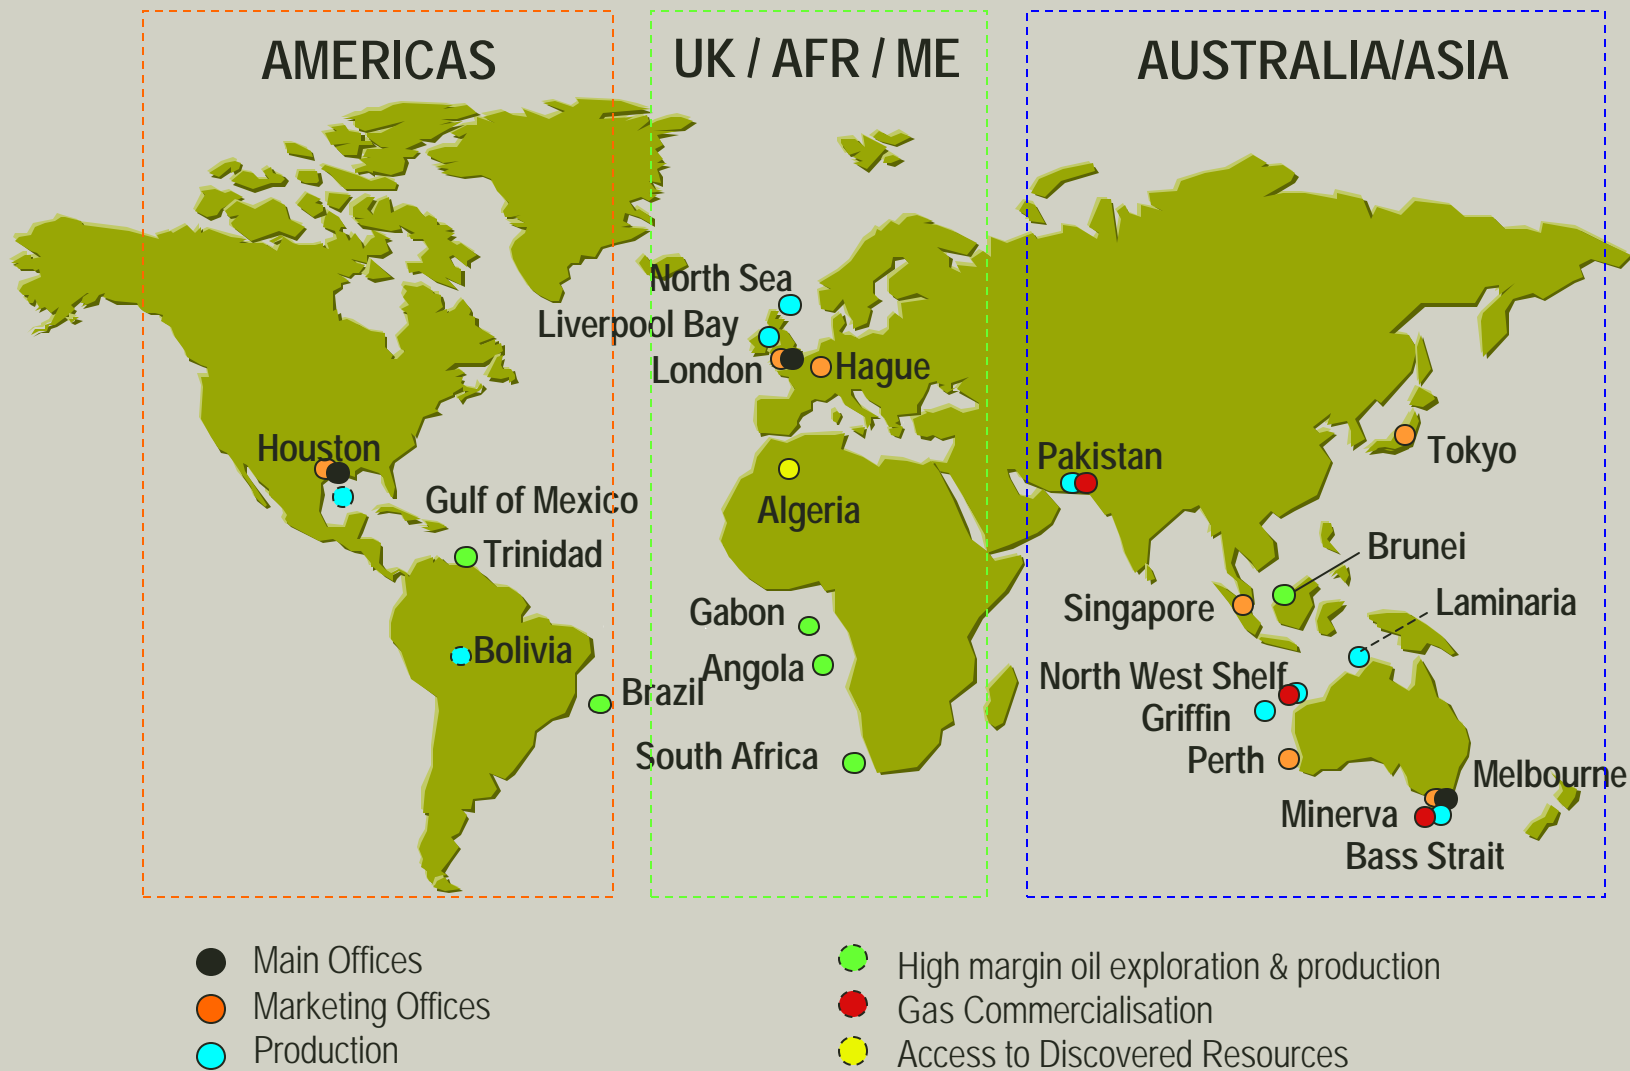 AMERICAS
UK / AFR / ME
AUSTRALIA/ASIA
North Sea
Liverpool Bay
London
Hague
Houston
Gulf of Mexico
Trinidad
Bolivia
Brazil
Algeria
Gabon
Angola
South Africa
Pakistan
Tokyo
Brunei
Singapore
Laminaria
North West Shelf
Griffin
Perth
Melbourne
Minerva
Bass Strait
Main Offices
Marketing Offices
Production
High margin oil exploration & production
Gas Commercialisation
Access to Discovered Resources